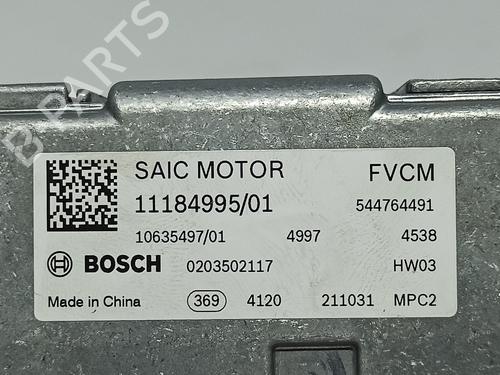 SAIC MOTOR FVCM
11184995/01 544764491
10635497/01 4997 4538
BOSCH 0203502117 HW03
Made in China 369 4120 211031 MPC2
B PARTS